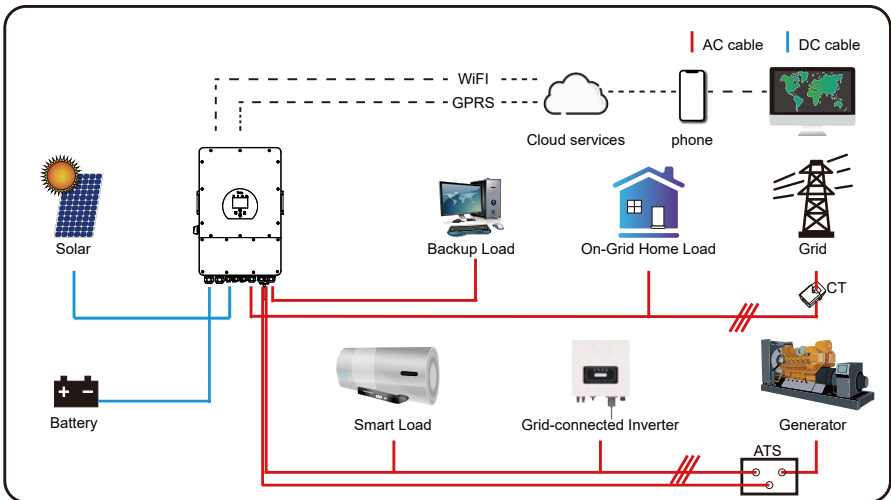 AC cable
DC cable
WiFI
GPRS
Cloud services
phone
Solar
Backup Load
On-Grid Home Load
Grid
CT
Battery
Smart Load
Grid-connected Inverter
Generator
ATS